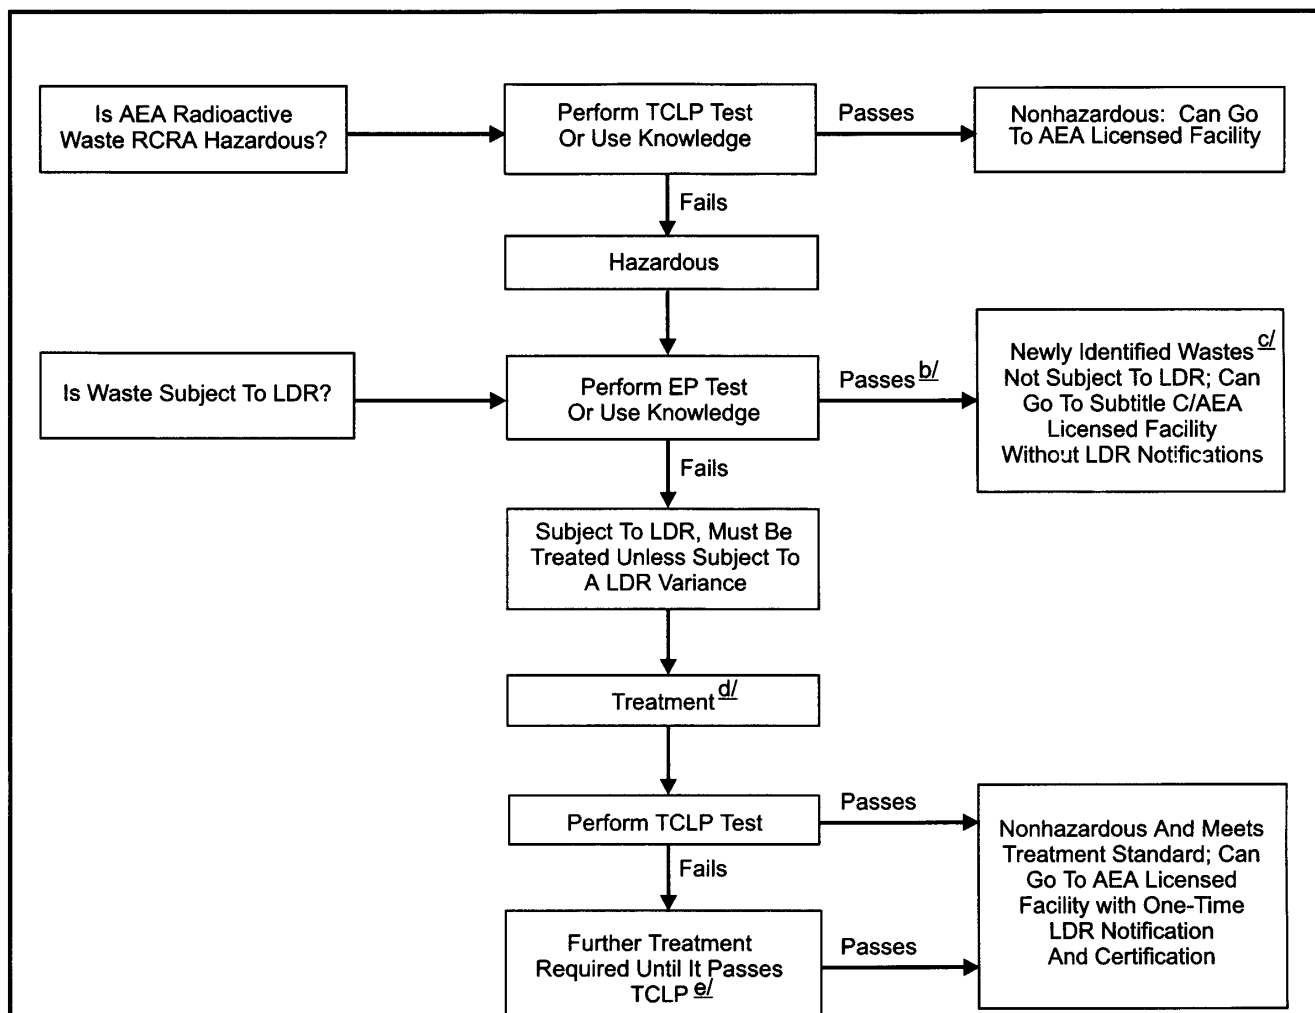 Is AEA Radioactive
Waste RCRA Hazardous?
Perform TCLP Test
Or Use Knowledge
Passes
Nonhazardous: Can Go
To AEA Licensed Facility
Fails
Hazardous
Is Waste Subject To LDR?
Perform EP Test
Or Use Knowledge
Passes b/
Newly Identified Wastes c/
Not Subject To LDR; Can
Go To Subtitle C/AEA
Licensed Facility
Without LDR Notifications
Fails
Subject To LDR, Must Be
Treated Unless Subject To
A LDR Variance
Treatment d/
Perform TCLP Test
Passes
Fails
Further Treatment
Required Until It Passes
TCLP e/
Passes
Nonhazardous And Meets
Treatment Standard; Can
Go To AEA Licensed
Facility with One-Time
LDR Notification
And Certification